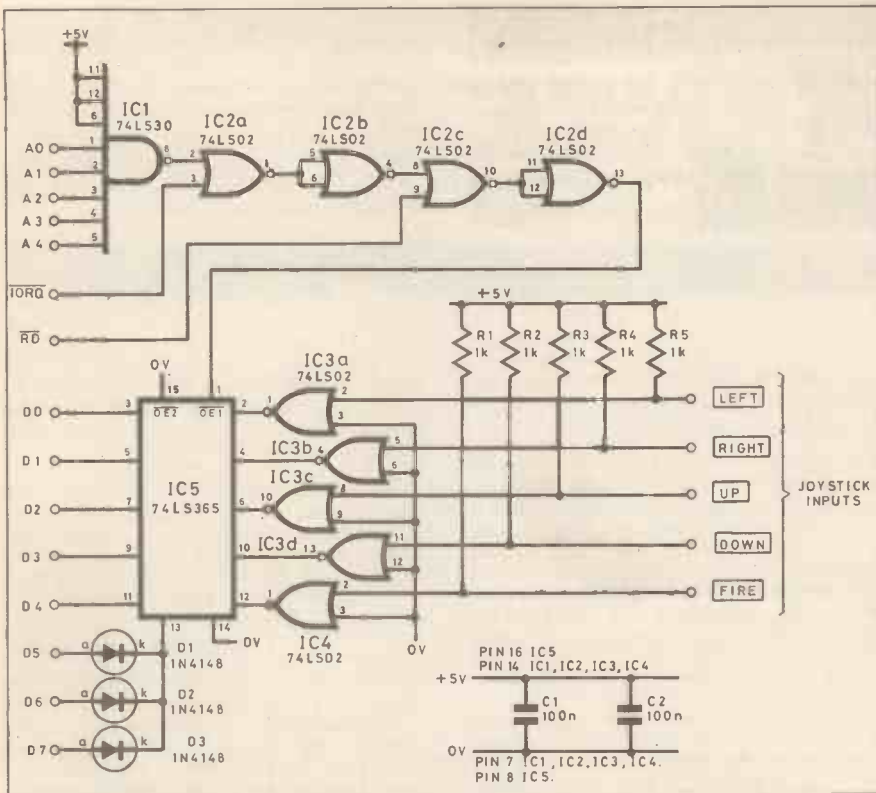 +5V
11
12
6
IC1
74LS30
8
A0
1
A1
2
A2
3
A3
4
A4
5
IC2a
74LS02
2
3
1
IC2b
74LS02
5
6
4
IC2c
74LS02
8
9
10
IC2d
74LS02
11
12
13
IORQ
RD
+5V
R1
1k
R2
1k
R3
1k
R4
1k
R5
1k
0V
15
1
OE2
OE1
IC5
74LS365
D0
3
2
D1
5
4
D2
7
6
D3
9
10
D4
11
12
13
14
0V
IC3a
74LS02
1
2
3
IC3b
4
5
6
IC3c
10
8
9
IC3d
13
11
12
1
2
3
IC4
74LS02
0V
LEFT
RIGHT
UP
DOWN
FIRE
JOYSTICK
INPUTS
D5
a
k
D1
1N4148
D6
a
k
D2
1N4148
D7
a
k
D3
1N4148
PIN 16 IC5
PIN 14 IC1, IC2, IC3, IC4
+5V
C1
100n
C2
100n
0V
PIN 7 IC1, IC2, IC3, IC4.
PIN 8 IC5.